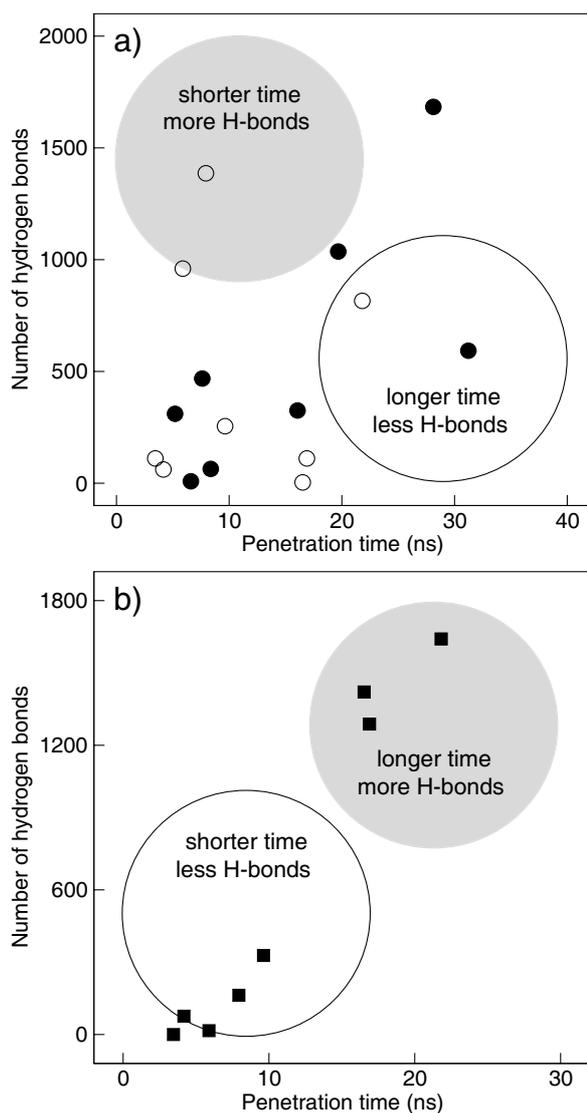 a)
2000
1500
1000
500
0
Number of hydrogen bonds
shorter time
more H-bonds
longer time
less H-bonds
0 10 20 30 40
Penetration time (ns)
b)
1800
1200
600
0
Number of hydrogen bonds
longer time
more H-bonds
shorter time
less H-bonds
0 10 20 30
Penetration time (ns)